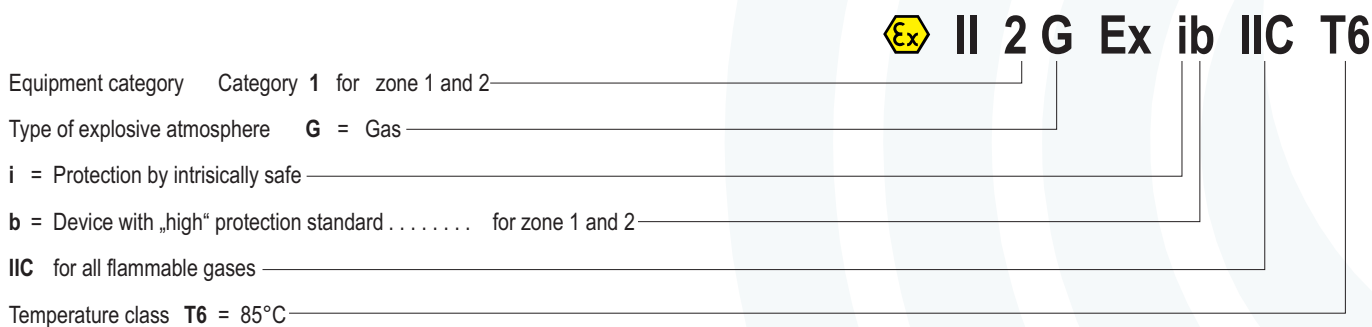 Ex II 2 G Ex ib IIC T6
Equipment category Category 1 for zone 1 and 2
Type of explosive atmosphere G = Gas
i = Protection by intrisically safe
b = Device with „high“ protection standard . . . . . . . . for zone 1 and 2
IIC for all flammable gases
Temperature class T6 = 85°C